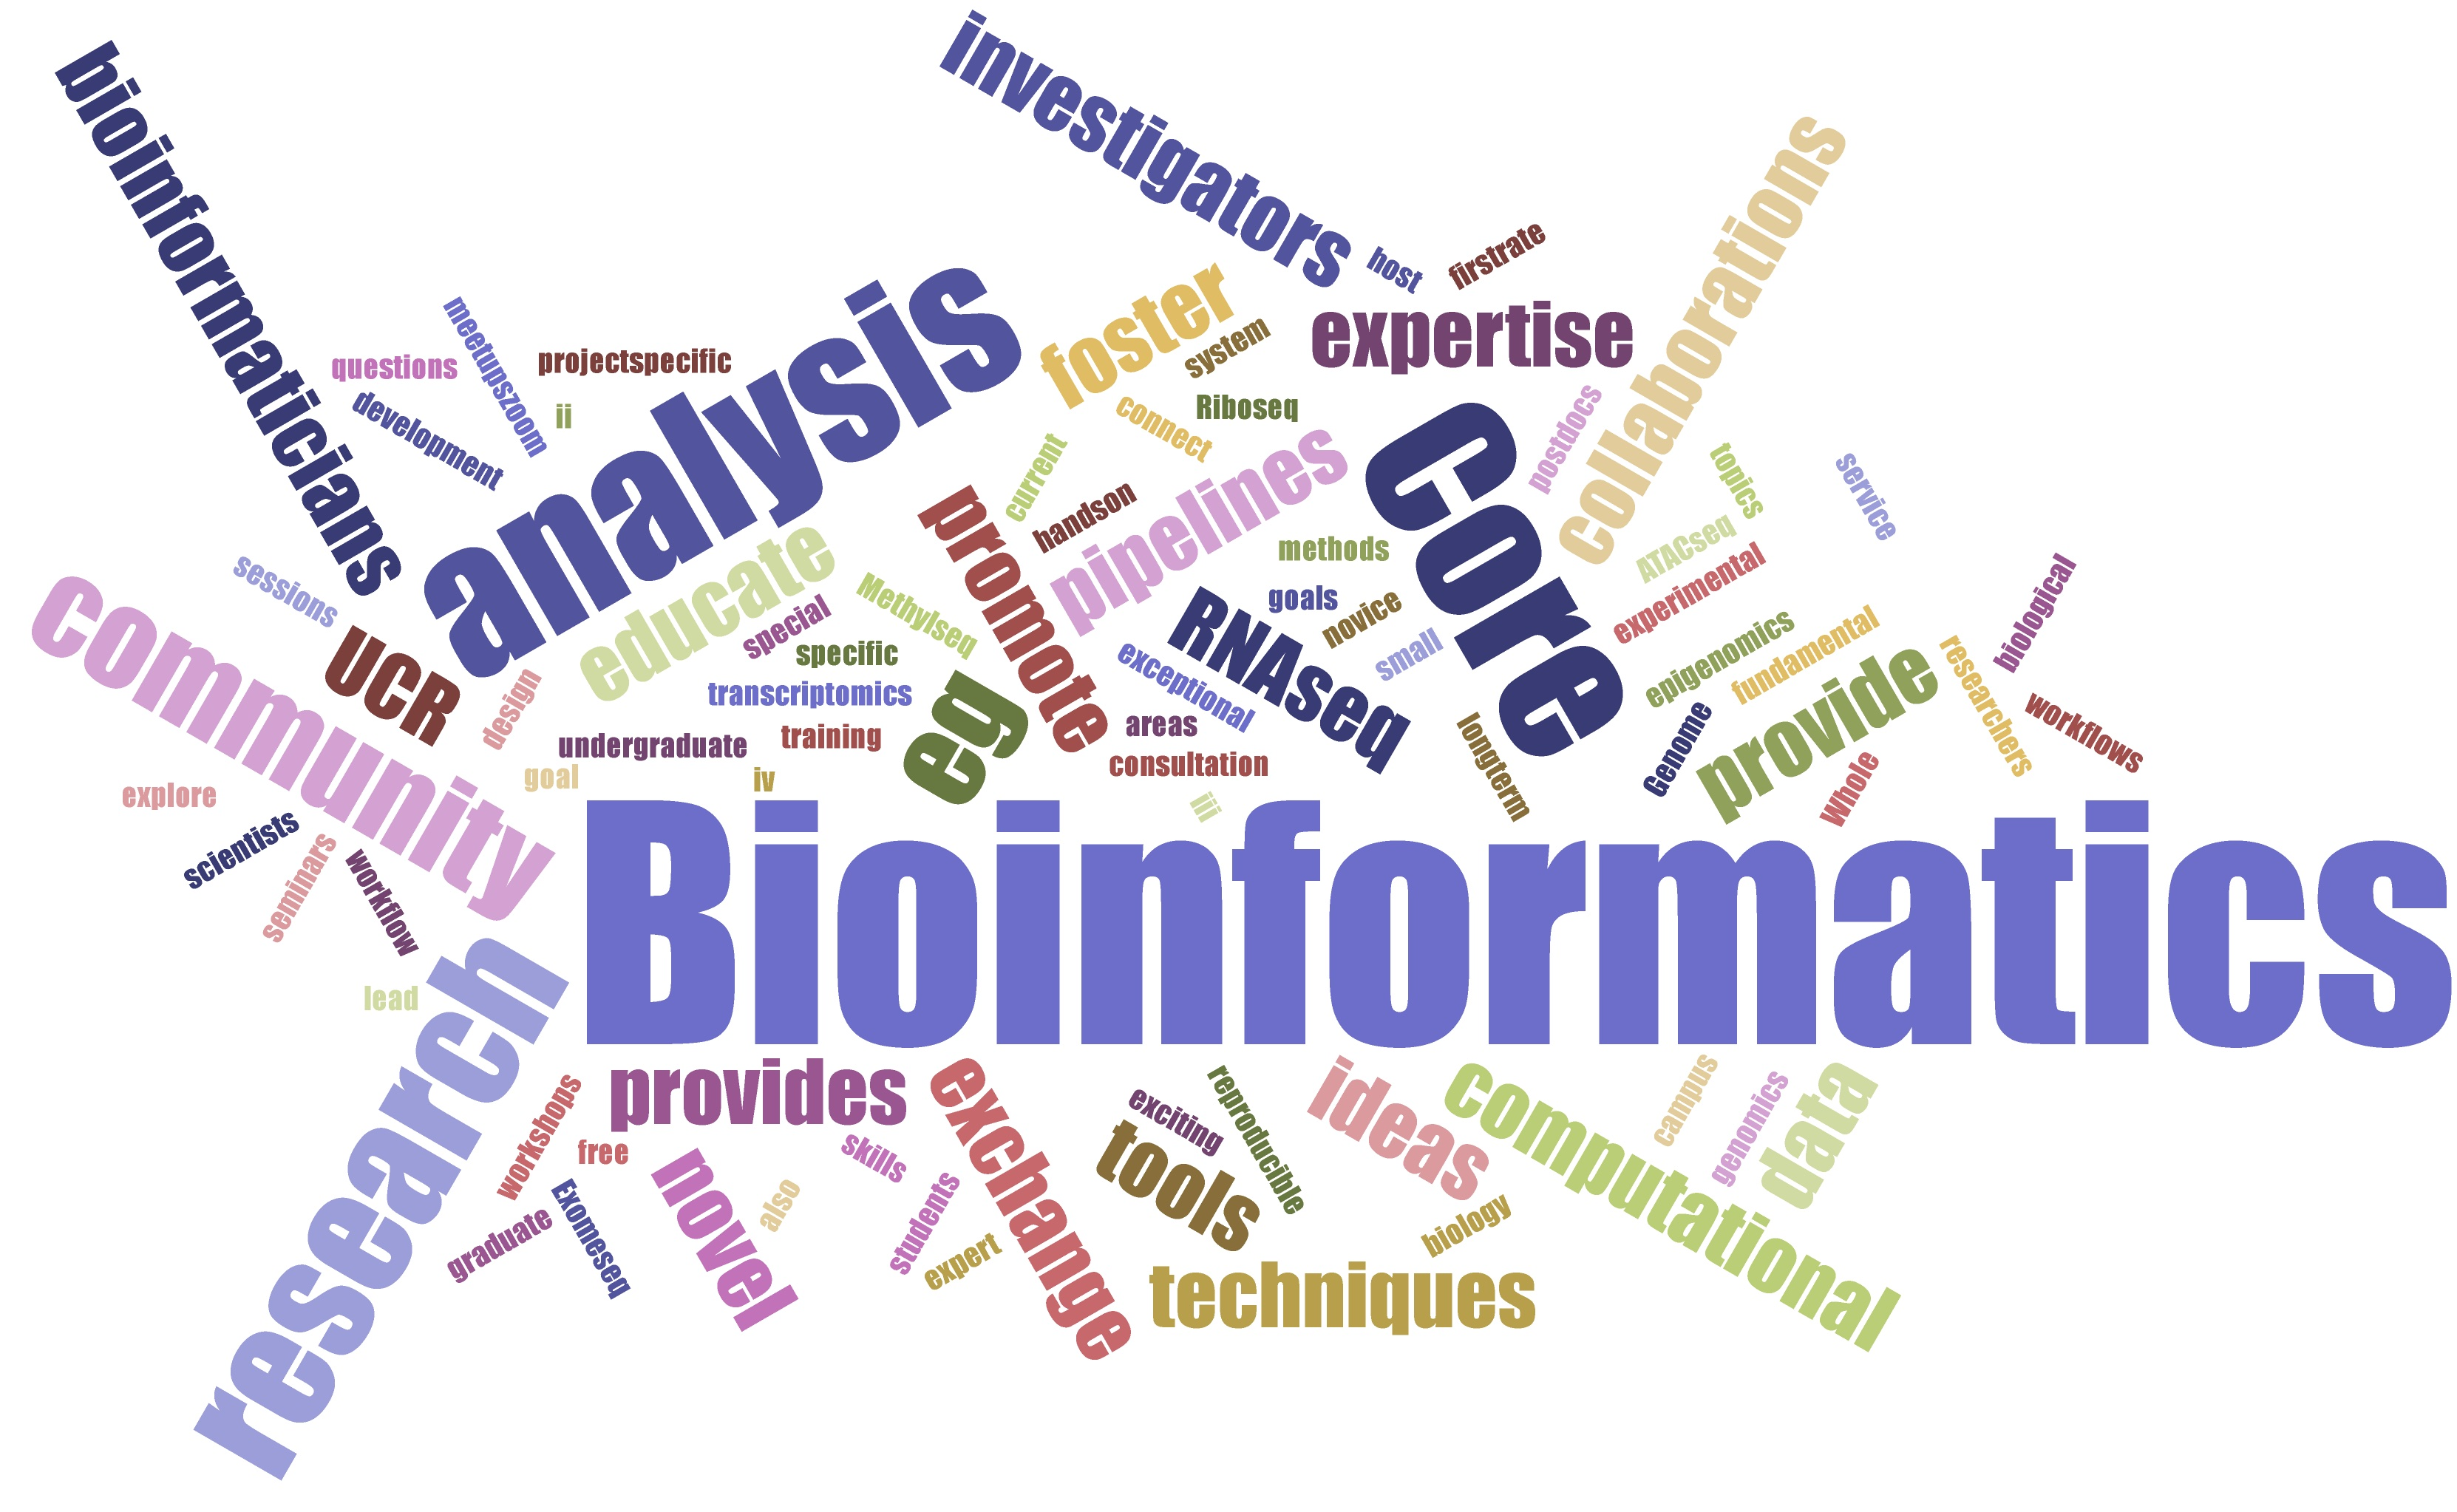 bioinformaticians
investigators
host
firstrate
collaborations
expertise
foster
system
meetupszoom
questions
projectspecific
development
ii
analysis
connect
Riboseq
Core
postdocs
topics
service
current
pipelines
handson
promote
methods
ATACseq
experimental
biological
sessions
community
UCR
educate
special
Methylseq
specific
goals
novice
RNAseq
small
exceptional
epigenomics
fundamental
researchers
provide
workflows
design
transcriptomics
eg
areas
undergraduate
training
consultation
longterm
Genome
Whole
goal
iv
iii
explore
scientists
seminars
workflow
Bioinformatics
research
lead
provides
exchange
exciting
reproducible
ideas
computational
campus
genomics
data
workshops
free
novel
skills
also
students
tools
graduate
Exomeseq
expert
biology
techniques